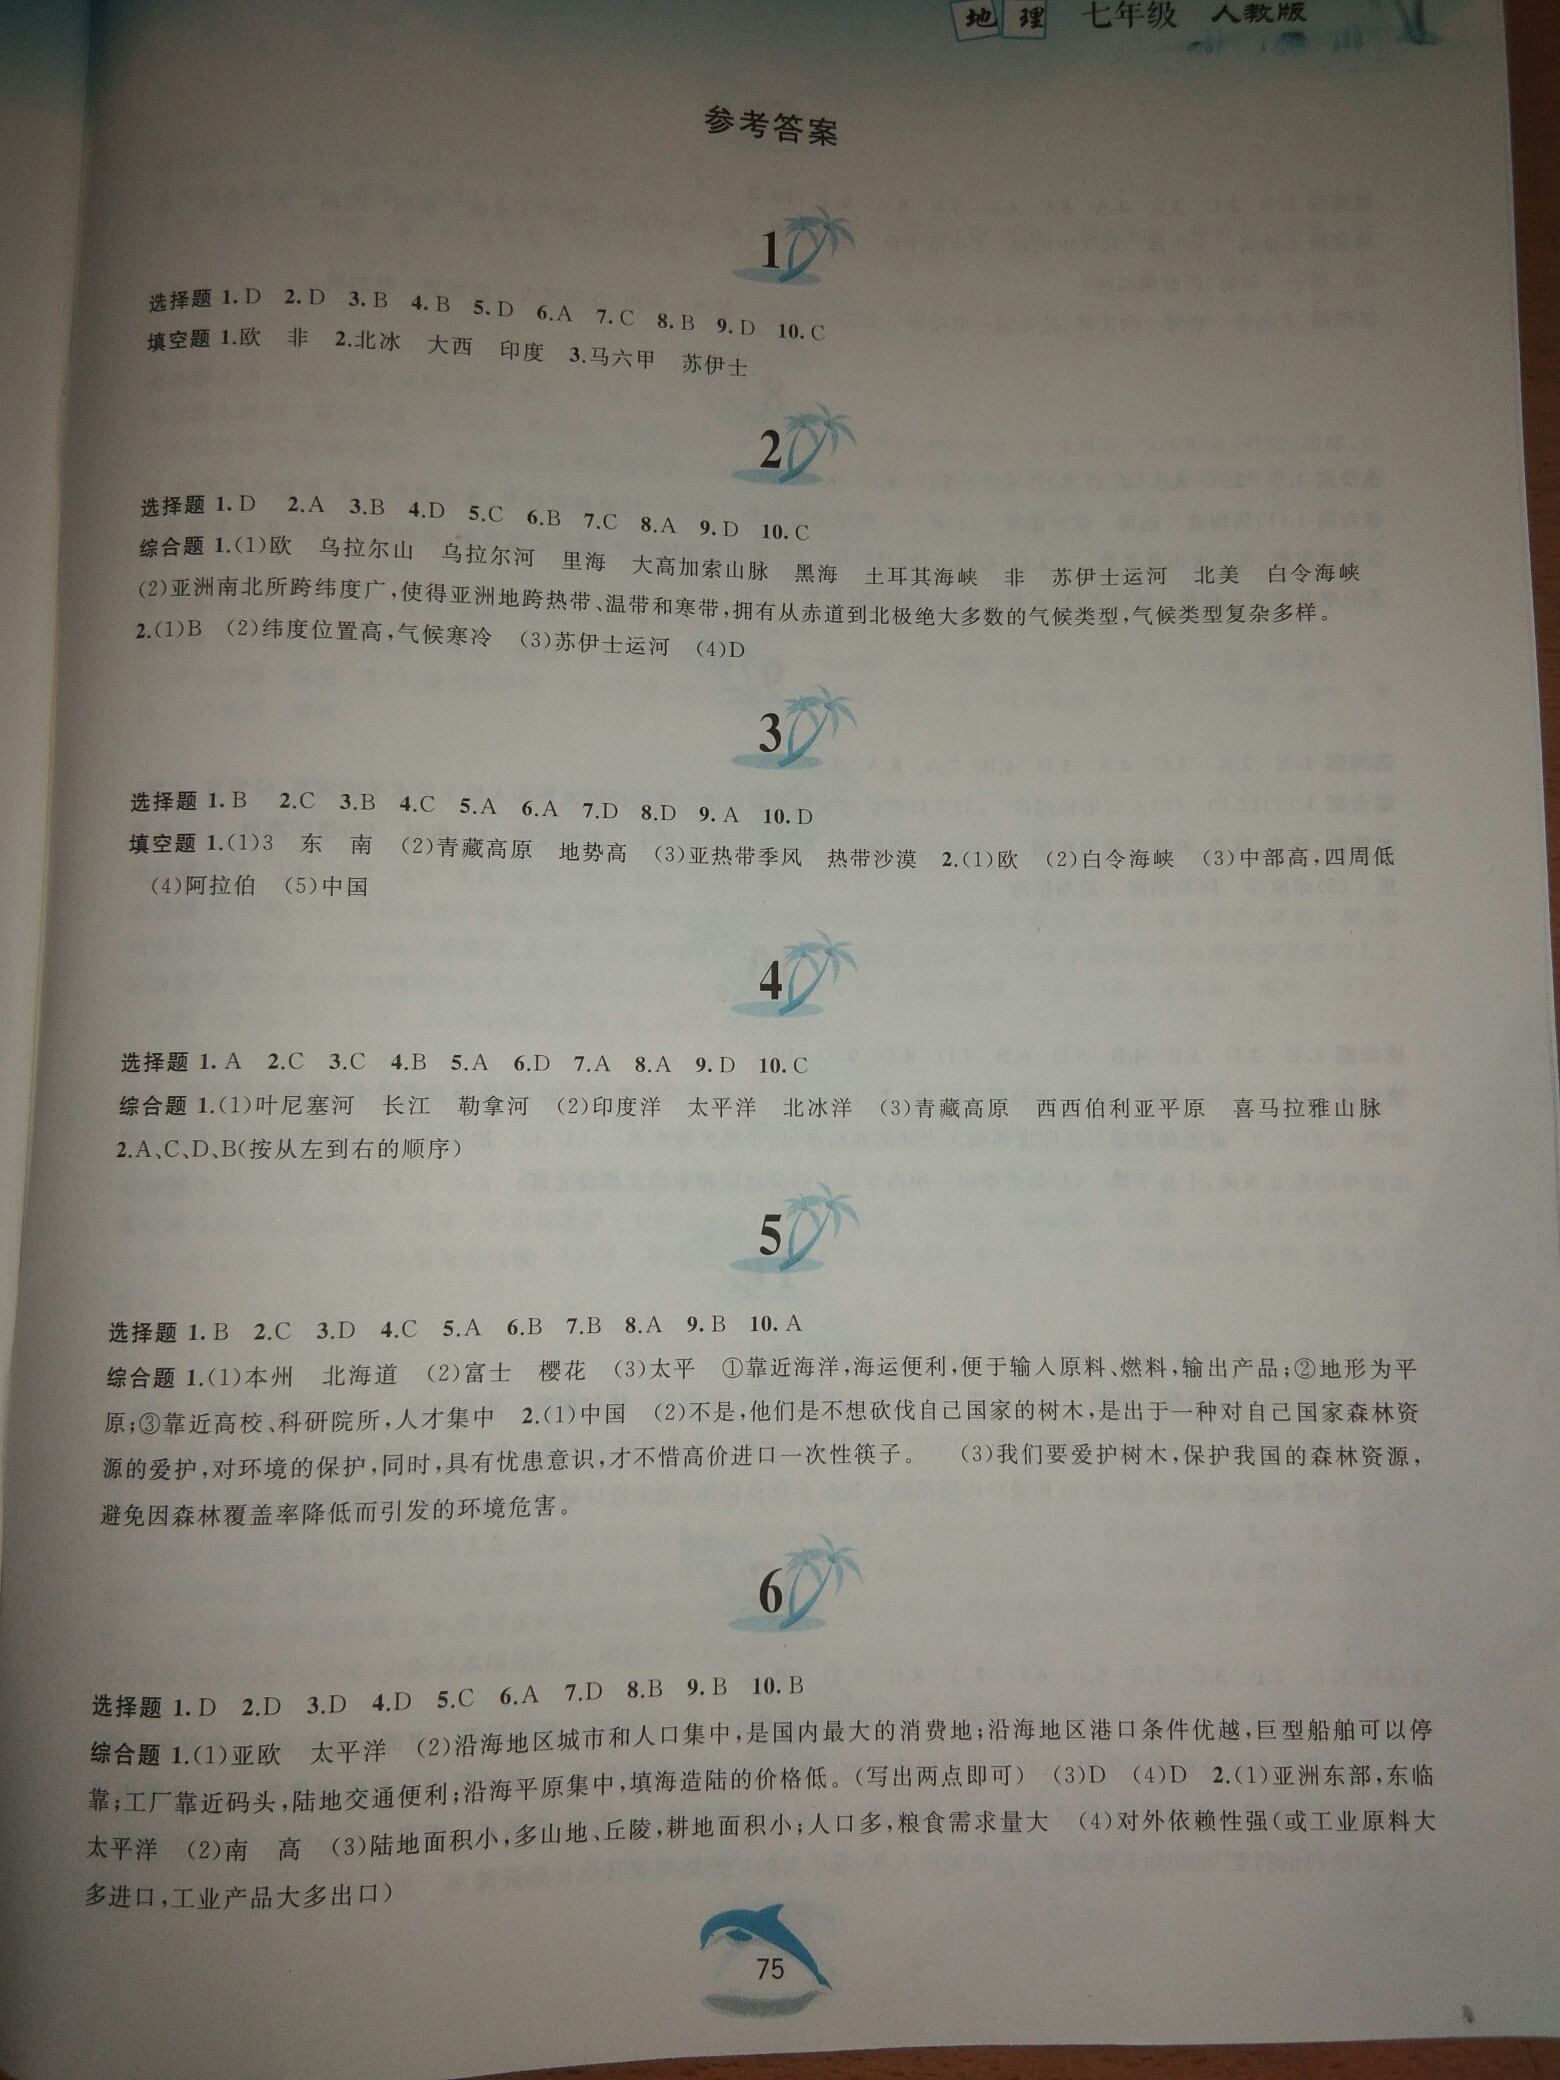 地理 七年级 人教版
参考答案
1
选择题 1. D 2. D 3. B 4. B 5. D 6. A 7. C 8. B 9. D 10. C
填空题 1.欧 非 2.北冰 大西 印度 3.马六甲 苏伊士
2
选择题 1. D 2. A 3. B 4. D 5. C 6. B 7. C 8. A 9. D 10. C
综合题 1.(1)欧 乌拉尔山 乌拉尔河 里海 大高加索山脉 黑海 土耳其海峡 非 苏伊士运河 北美 白令海峡
(2)亚洲南北所跨纬度广,使得亚洲地跨热带、温带和寒带,拥有从赤道到北极绝大多数的气候类型,气候类型复杂多样。
2.(1)B (2)纬度位置高,气候寒冷 (3)苏伊士运河 (4)D
3
选择题 1. B 2. C 3. B 4. C 5. A 6. A 7. D 8. D 9. A 10. D
填空题 1.(1)3 东 南 (2)青藏高原 地势高 (3)亚热带季风 热带沙漠 2.(1)欧 (2)白令海峡 (3)中部高,四周低
(4)阿拉伯 (5)中国
4
选择题 1. A 2. C 3. C 4. B 5. A 6. D 7. A 8. A 9. D 10. C
综合题 1.(1)叶尼塞河 长江 勒拿河 (2)印度洋 太平洋 北冰洋 (3)青藏高原 西西伯利亚平原 喜马拉雅山脉
2.A、C、D、B(按从左到右的顺序)
5
选择题 1. B 2. C 3. D 4. C 5. A 6. B 7. B 8. A 9. B 10. A
综合题 1.(1)本州 北海道 (2)富士 樱花 (3)太平 ①靠近海洋,海运便利,便于输入原料、燃料,输出产品;②地形为平
原;③靠近高校、科研院所,人才集中 2.(1)中国 (2)不是,他们是不想砍伐自己国家的树木,是出于一种对自己国家森林资
源的爱护,对环境的保护,同时,具有忧患意识,才不惜高价进口一次性筷子。 (3)我们要爱护树木,保护我国的森林资源,
避免因森林覆盖率降低而引发的环境危害。
6
选择题 1. D 2. D 3. D 4. D 5. C 6. A 7. D 8. B 9. B 10. B
综合题 1.(1)亚欧 太平洋 (2)沿海地区城市和人口集中,是国内最大的消费地;沿海地区港口条件优越,巨型船舶可以停
靠;工厂靠近码头,陆地交通便利;沿海平原集中,填海造陆的价格低。(写出两点即可) (3)D (4)D 2.(1)亚洲东部,东临
太平洋 (2)南 高 (3)陆地面积小,多山地、丘陵,耕地面积小;人口多,粮食需求量大 (4)对外依赖性强(或工业原料大
多进口,工业产品大多出口)
75